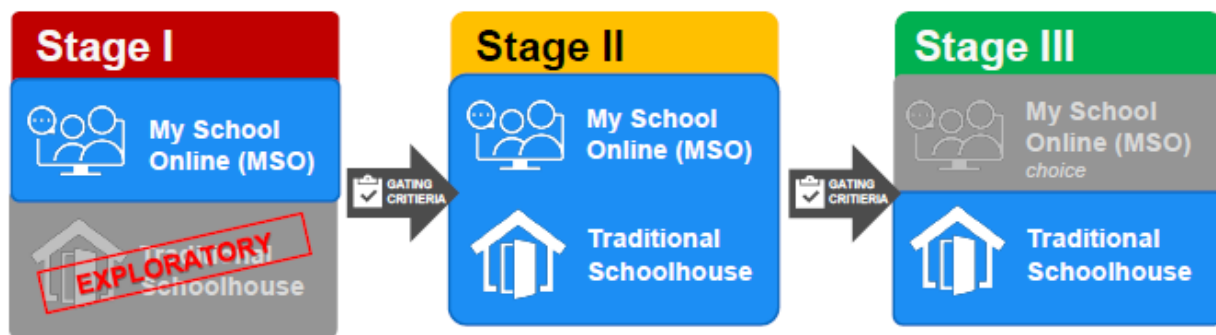 Stage I
My School
Online (MSO)
Traditional
Schoolhouse
EXPLORATORY
GATING
CRITIERIA
Stage II
My School
Online (MSO)
Traditional
Schoolhouse
GATING
CRITIERIA
Stage III
My School
Online (MSO)
choice
Traditional
Schoolhouse